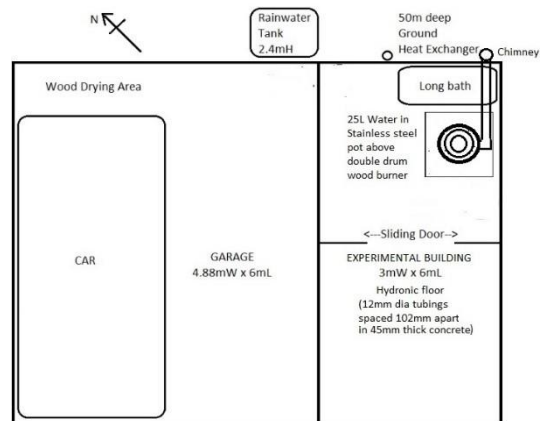 N
Rainwater
Tank
2.4mH
50m deep
Ground
Heat Exchanger
Chimney
Wood Drying Area
Long bath
25L Water in
Stainless steel
pot above
double drum
wood burner
<---Sliding Door-->
CAR
GARAGE
4.88mW x 6mL
EXPERIMENTAL BUILDING
3mW x 6mL
Hydronic floor
(12mm dia tubings
spaced 102mm apart
in 45mm thick concrete)